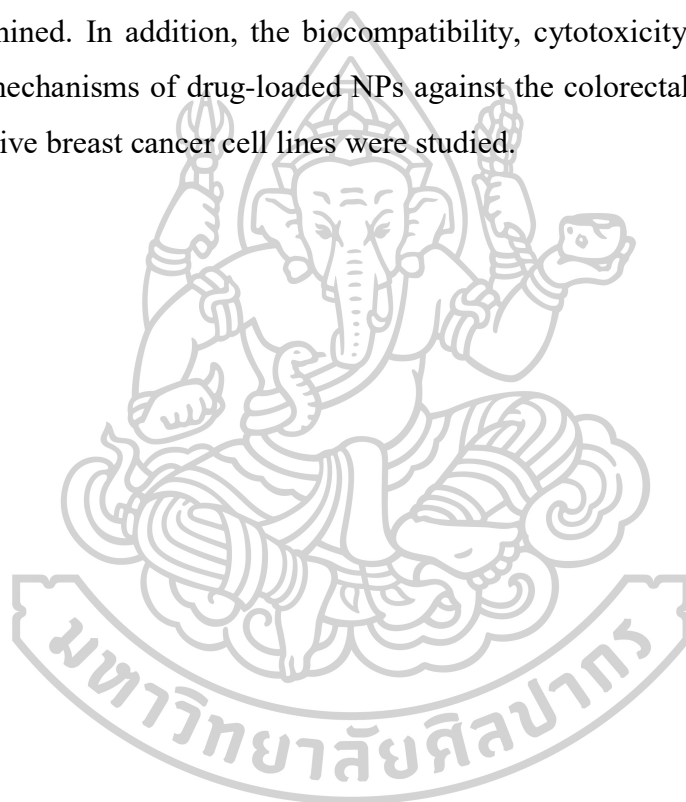 mined. In addition, the biocompatibility, cytotoxicity
mechanisms of drug-loaded NPs against the colorectal
ive breast cancer cell lines were studied.
มหาวิทยาลัยศิลปากร